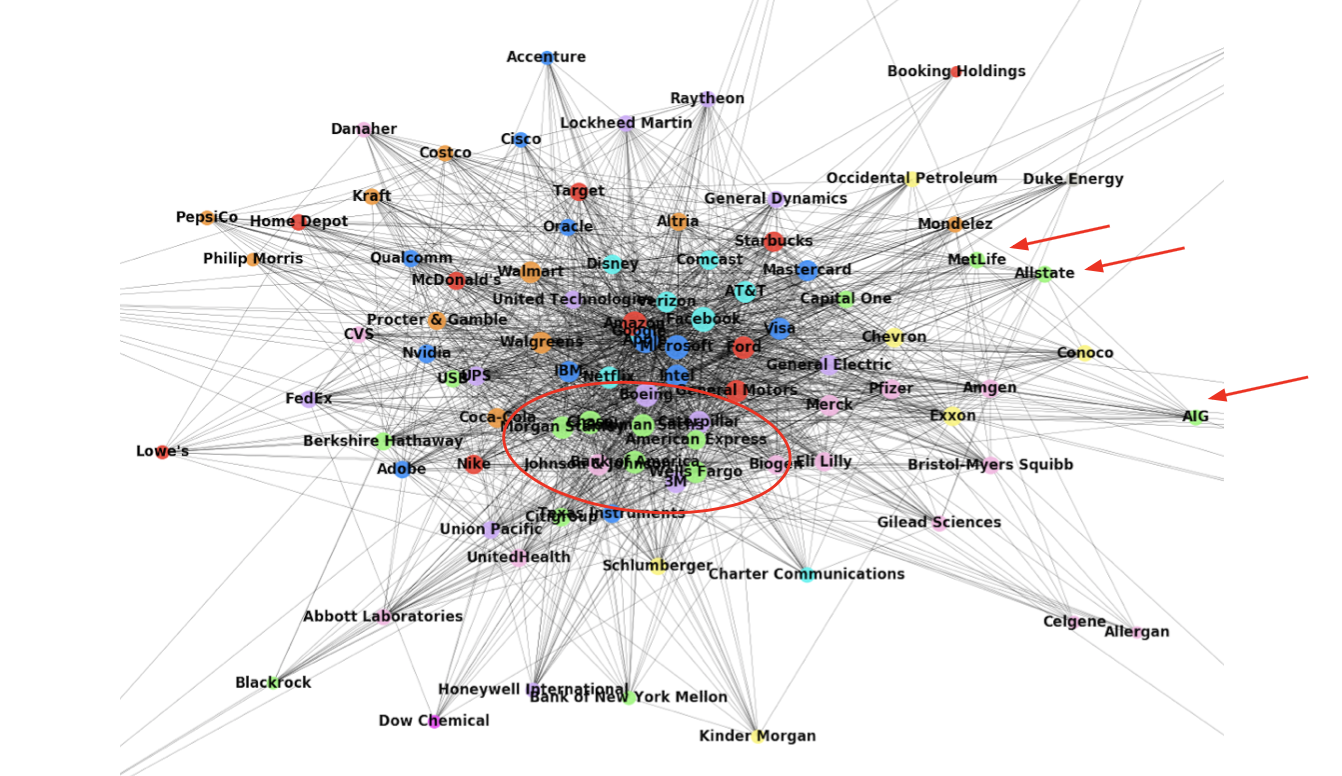 Accenture
Booking Holdings
Raytheon
Lockheed Martin
Danaher
Cisco
Costco
Occidental Petroleum
Duke Energy
Target
Kraft
General Dynamics
PepsiCo
Home Depot
Altria
Mondelez
Oracle
Starbucks
Philip Morris
Qualcomm
Disney
Comcast
MetLife
Walmart
Mastercard
Allstate
McDonald's
AT&T
United Technologies
Verizon
Capital One
Procter & Gamble
Amazon
Facebook
Google
Visa
CVS
Apple
Walgreens
Microsoft
Ford
Chevron
Nvidia
Conoco
General Electric
IBM
Netflix
Intel
USB
UPS
Boeing
General Motors
Pfizer
Amgen
FedEx
Merck
Coca-Cola
Exxon
AIG
Morgan Stanley
Chase
Goldman Sachs
Caterpillar
Berkshire Hathaway
American Express
Lowe's
Adobe
Nike
Johnson & Johnson
Bank of America
Biogen
Eli Lilly
Bristol-Myers Squibb
Wells Fargo
3M
Citigroup
Texas Instruments
Gilead Sciences
Union Pacific
UnitedHealth
Schlumberger
Charter Communications
Abbott Laboratories
Celgene
Allergan
Blackrock
Honeywell International
Bank of New York Mellon
Dow Chemical
Kinder Morgan